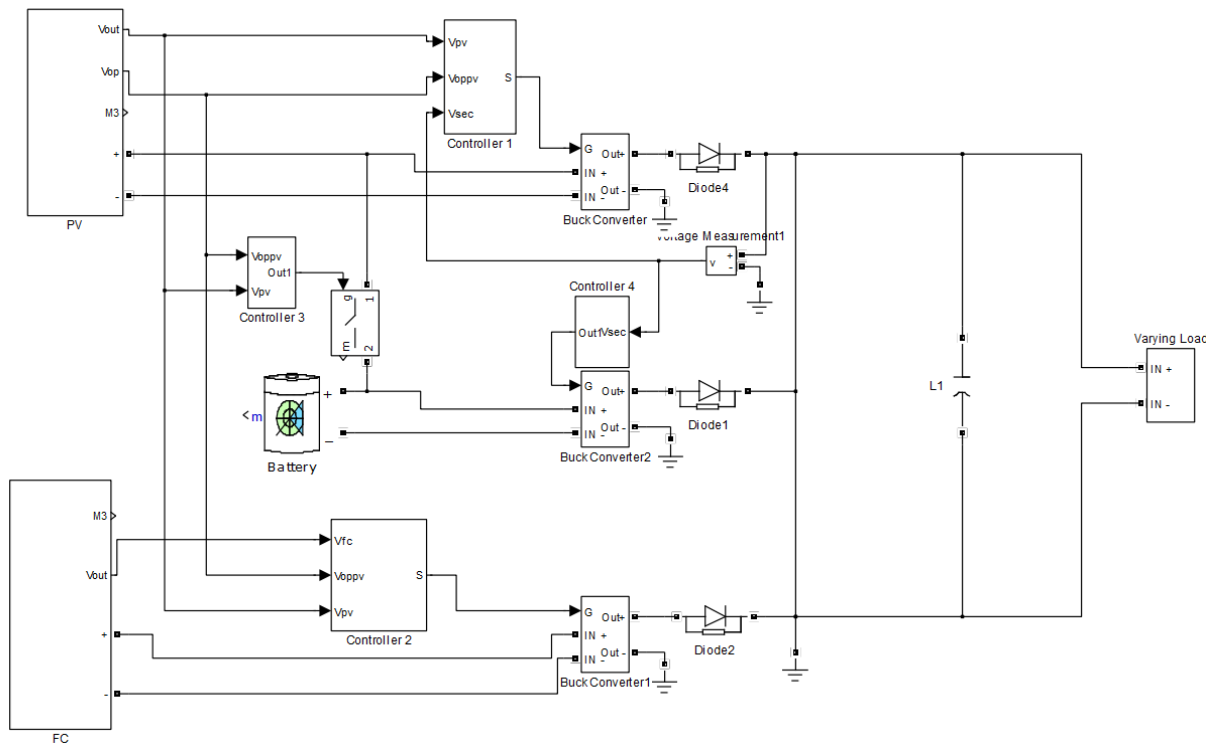 Vout
Vop
M3
+
-
PV
Vpv
Voppv
Vsec
S
Controller 1
G
IN +
IN -
Out+
Out -
Buck Converter
Diode4
Voltage Measurement1
v
+
-
Voppv
Vpv
Out1
Controller 3
g
1
m
2
Controller 4
Out1
Vsec
G
IN +
IN -
Out+
Out -
Buck Converter2
Diode1
L1
Varying Load
IN +
IN -
<m
+
−
Battery
M3
Vout
+
-
FC
Vfc
Voppv
Vpv
S
Controller 2
G
IN +
IN -
Out+
Out -
Buck Converter1
Diode2